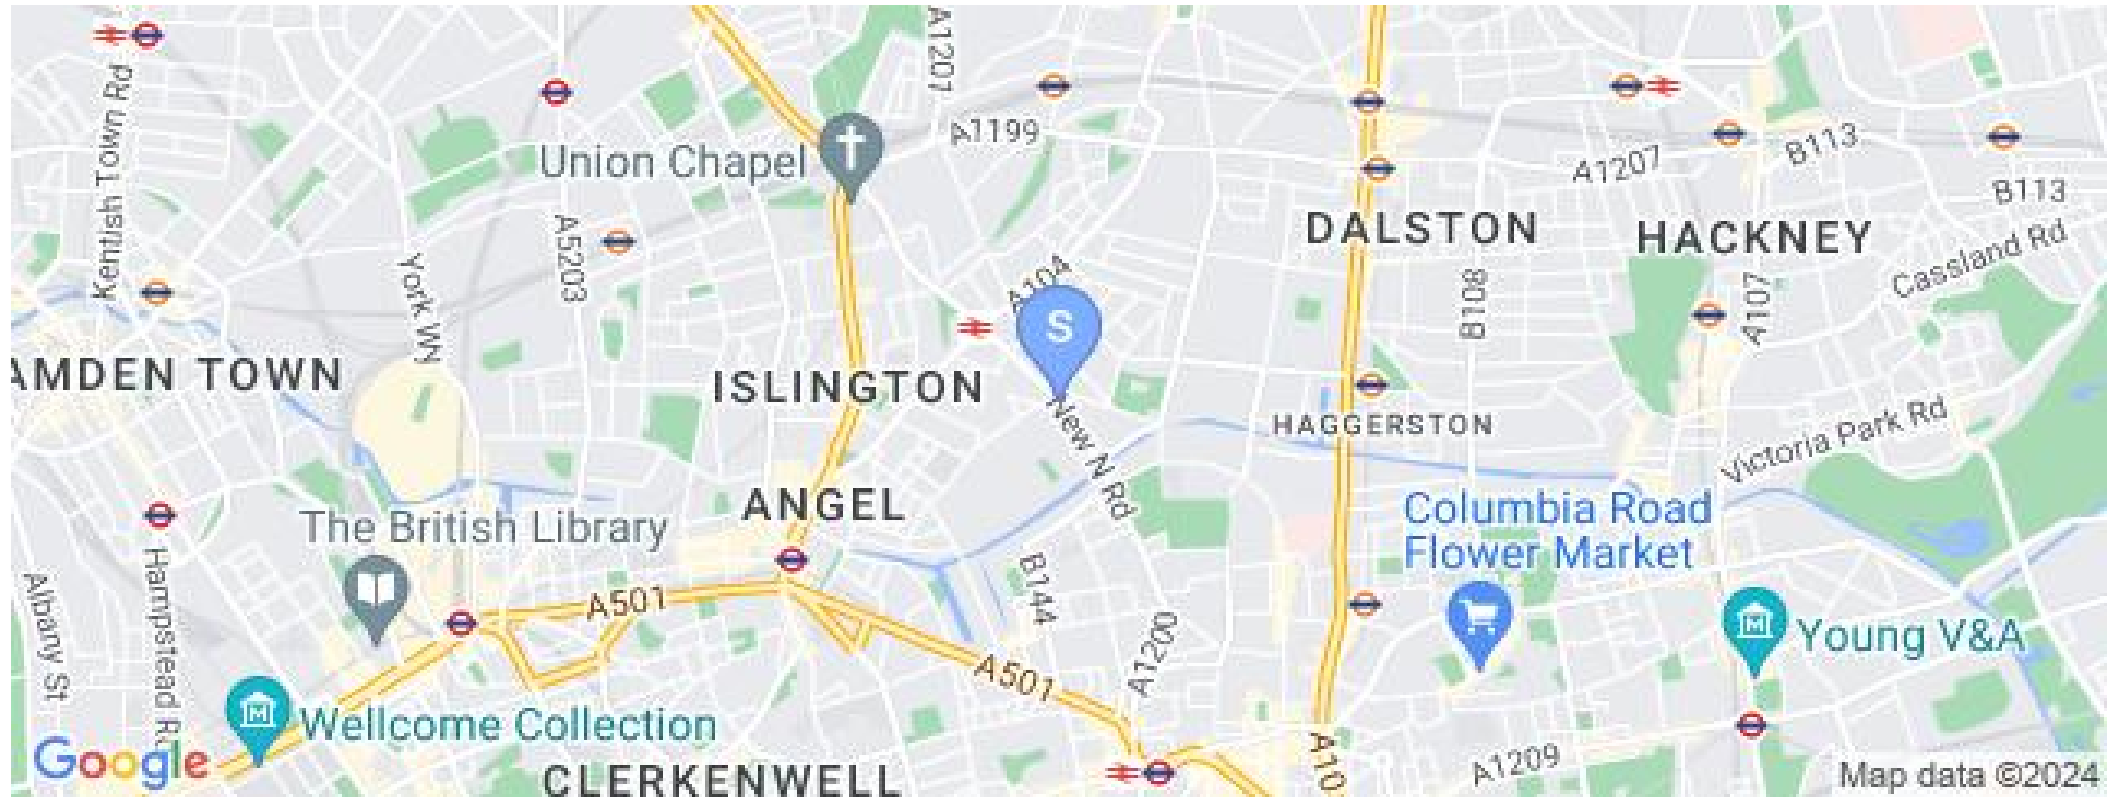 A1207
Kentish Town Rd
A1199
Union Chapel
A1207
B113
B113
A5203
DALSTON
HACKNEY
York Wy
A104
Cassland Rd
B108
A107
S
AMDEN TOWN
ISLINGTON
HAGGERSTON
New N Rd
Victoria Park Rd
ANGEL
Columbia Road
Flower Market
The British Library
Hampstead R
Albany St
A501
B144
A1200
Young V&A
A501
Wellcome Collection
A10
Google
CLERKENWELL
A1209
Map data ©2024